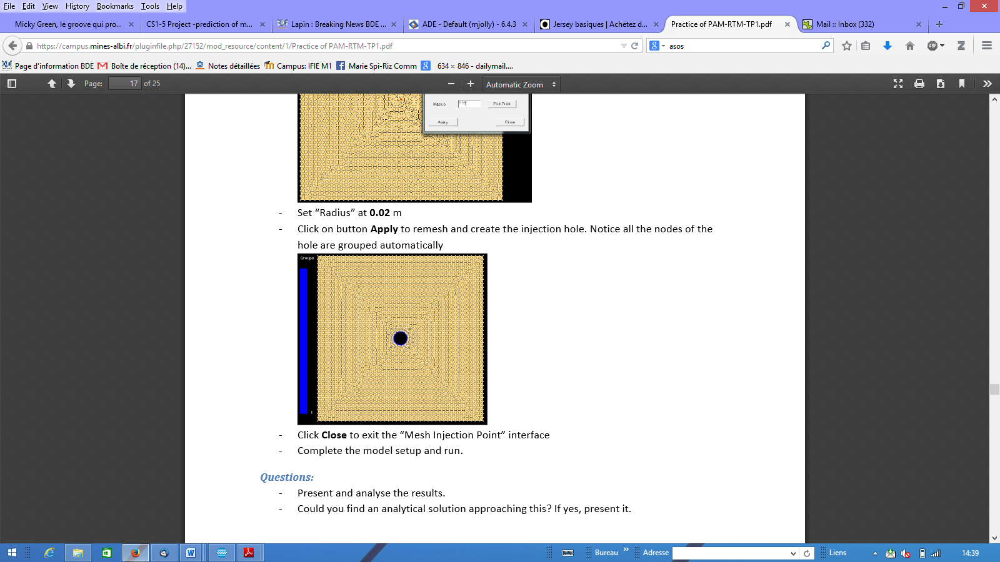 File Edit View History Bookmarks Tools Help
Micky Green, le groove qui pro... × CS1-5 Project -prediction of m... × Lapin : Breaking News BDE ... × ADE - Default (mjolly) - 6.4.3 × Jersey basiques | Achetez d... × Practice of PAM-RTM-TP1.pdf × Mail :: Inbox (332) × +
https://campus.mines-albi.fr/pluginfile.php/27152/mod_resource/content/1/Practice of PAM-RTM-TP1.pdf asos ABP
Page d'information BDE Boîte de réception (14)... Notes détaillées Campus: IFIE M1 Marie Spi-Riz Comm 634 × 846 - dailymail....
Page: 17 of 25 Automatic Zoom
Radius 0.02 Pick Point
Apply Close
- Set “Radius” at 0.02 m
- Click on button Apply to remesh and create the injection hole. Notice all the nodes of the
hole are grouped automatically
Groups
1
- Click Close to exit the “Mesh Injection Point” interface
- Complete the model setup and run.
Questions:
- Present and analyse the results.
- Could you find an analytical solution approaching this? If yes, present it.
Bureau » Adresse Liens 14:39